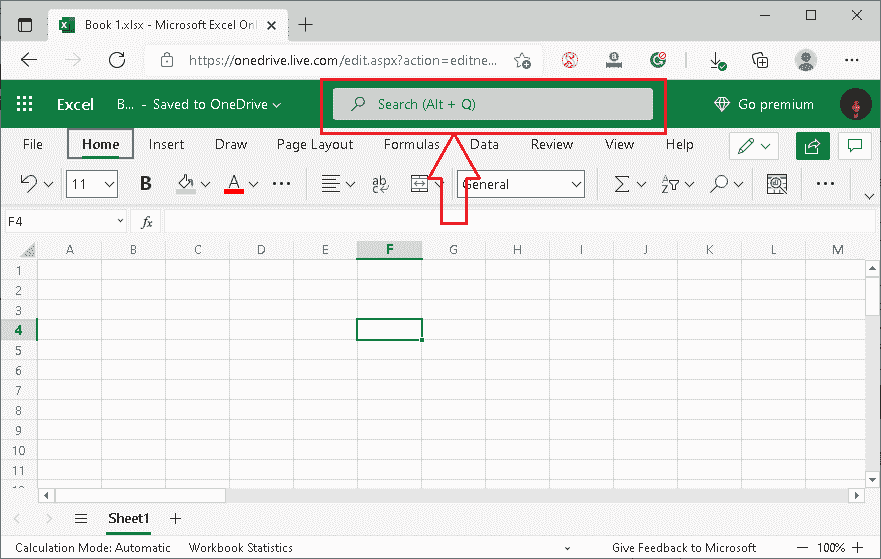 Book 1.xlsx - Microsoft Excel Onl
https://onedrive.live.com/edit.aspx?action=editne...
Excel B... - Saved to OneDrive Search (Alt + Q) Go premium
File Home Insert Draw Page Layout Formulas Data Review View Help
11 B A ... ab General ...
F4 fx
A B C D E F G H I J K L M
1
2
3
4
5
6
7
8
9
10
11
Sheet1
Calculation Mode: Automatic Workbook Statistics Give Feedback to Microsoft 100%